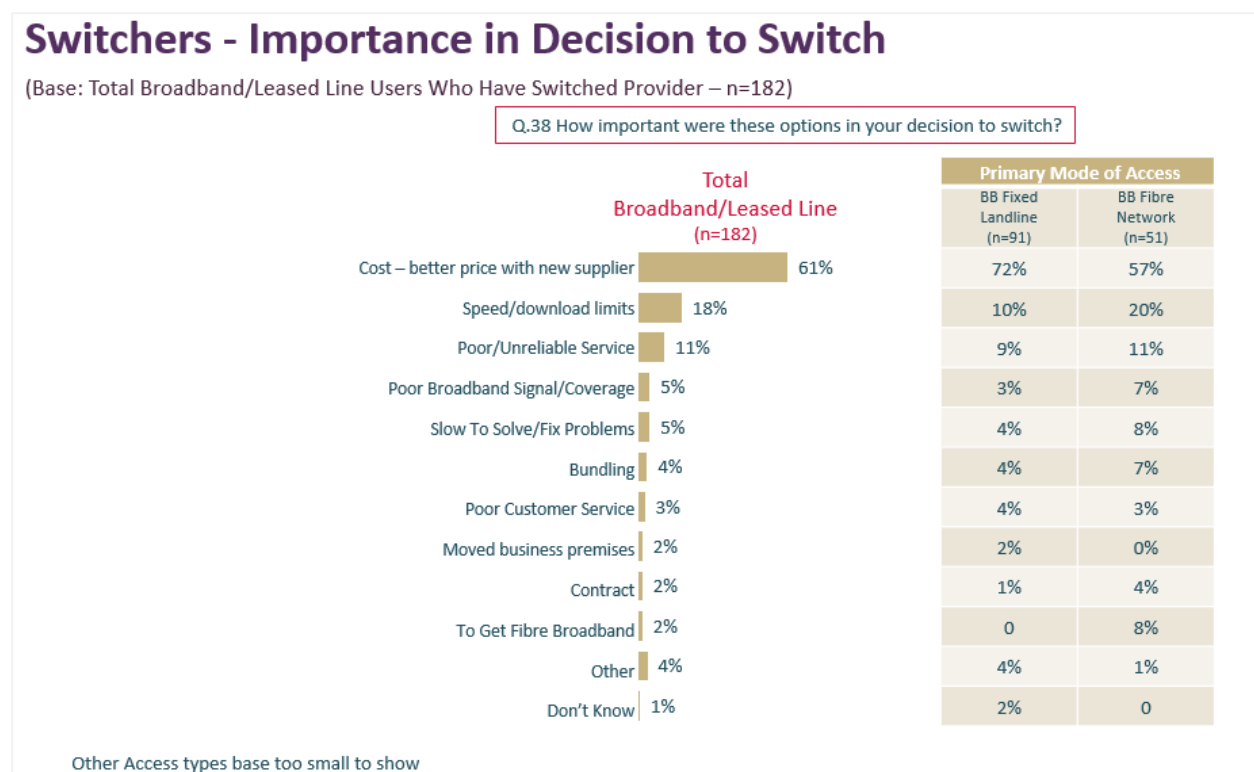 Switchers - Importance in Decision to Switch
(Base: Total Broadband/Leased Line Users Who Have Switched Provider – n=182)
Q.38 How important were these options in your decision to switch?
Total
Broadband/Leased Line
(n=182)
Primary Mode of Access
BB Fixed
Landline
(n=91)
BB Fibre
Network
(n=51)
Cost – better price with new supplier 61% 72% 57%
Speed/download limits 18% 10% 20%
Poor/Unreliable Service 11% 9% 11%
Poor Broadband Signal/Coverage 5% 3% 7%
Slow To Solve/Fix Problems 5% 4% 8%
Bundling 4% 4% 7%
Poor Customer Service 3% 4% 3%
Moved business premises 2% 2% 0%
Contract 2% 1% 4%
To Get Fibre Broadband 2% 0 8%
Other 4% 4% 1%
Don't Know 1% 2% 0
Other Access types base too small to show